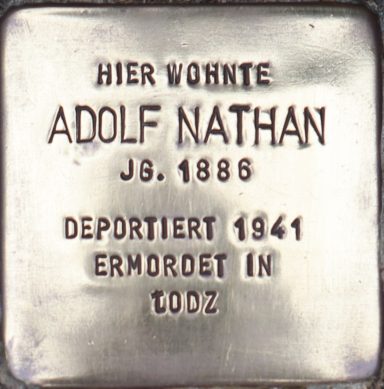 HIER WOHNTE
ADOLF NATHAN
JG. 1886
DEPORTIERT 1941
ERMORDET IN
ŁODZ